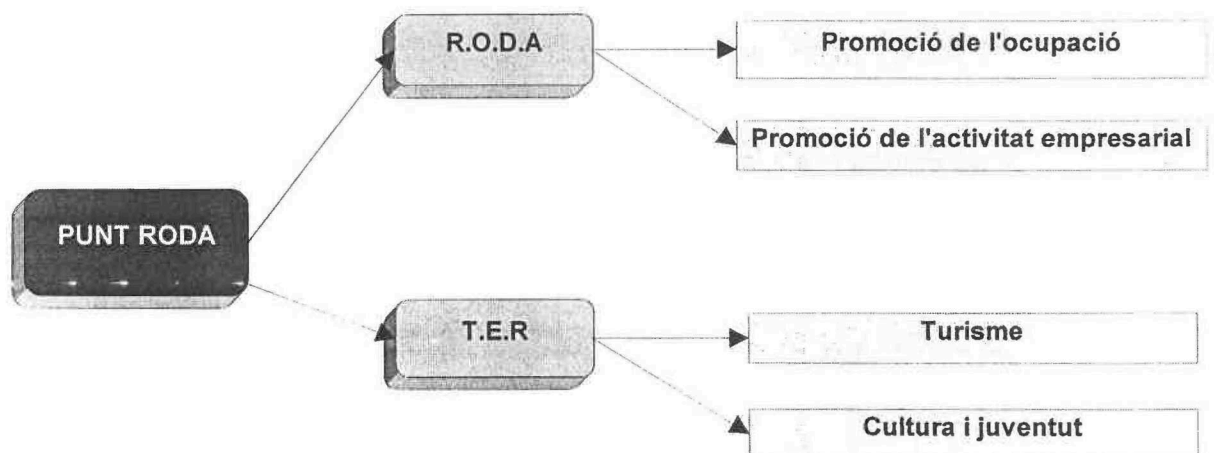 R.O.D.A
Promoció de l'ocupació
Promoció de l'activitat empresarial
PUNT RODA
T.E.R
Turisme
Cultura i juventut